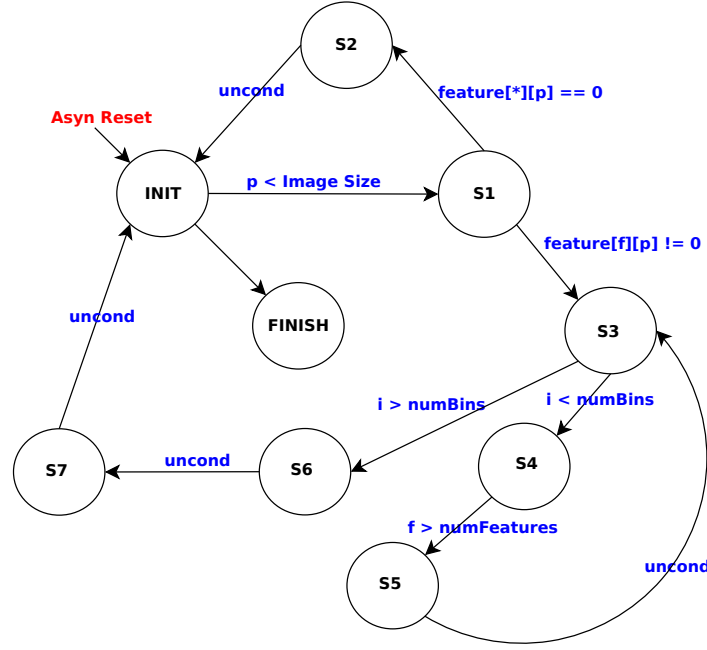 S2
uncond
feature[*][p] == 0
Asyn Reset
INIT
p < Image Size
S1
feature[f][p] != 0
uncond
FINISH
S3
i > numBins
i < numBins
S7
uncond
S6
S4
f > numFeatures
S5
uncond